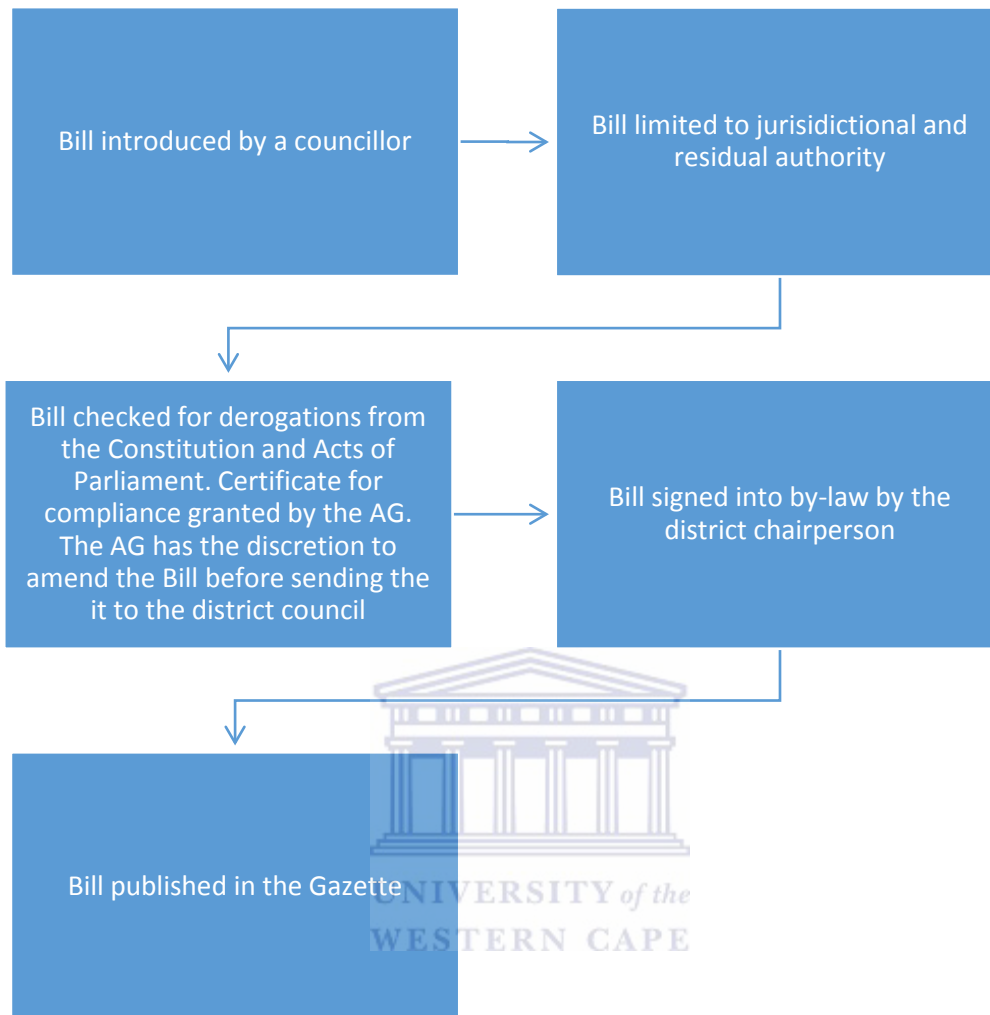 Bill introduced by a councillor
Bill limited to jurisidictional and
residual authority
Bill checked for derogations from
the Constitution and Acts of
Parliament. Certificate for
compliance granted by the AG.
The AG has the discretion to
amend the Bill before sending the
it to the district council
Bill signed into by-law by the
district chairperson
Bill published in the Gazette
UNIVERSITY of the
WESTERN CAPE